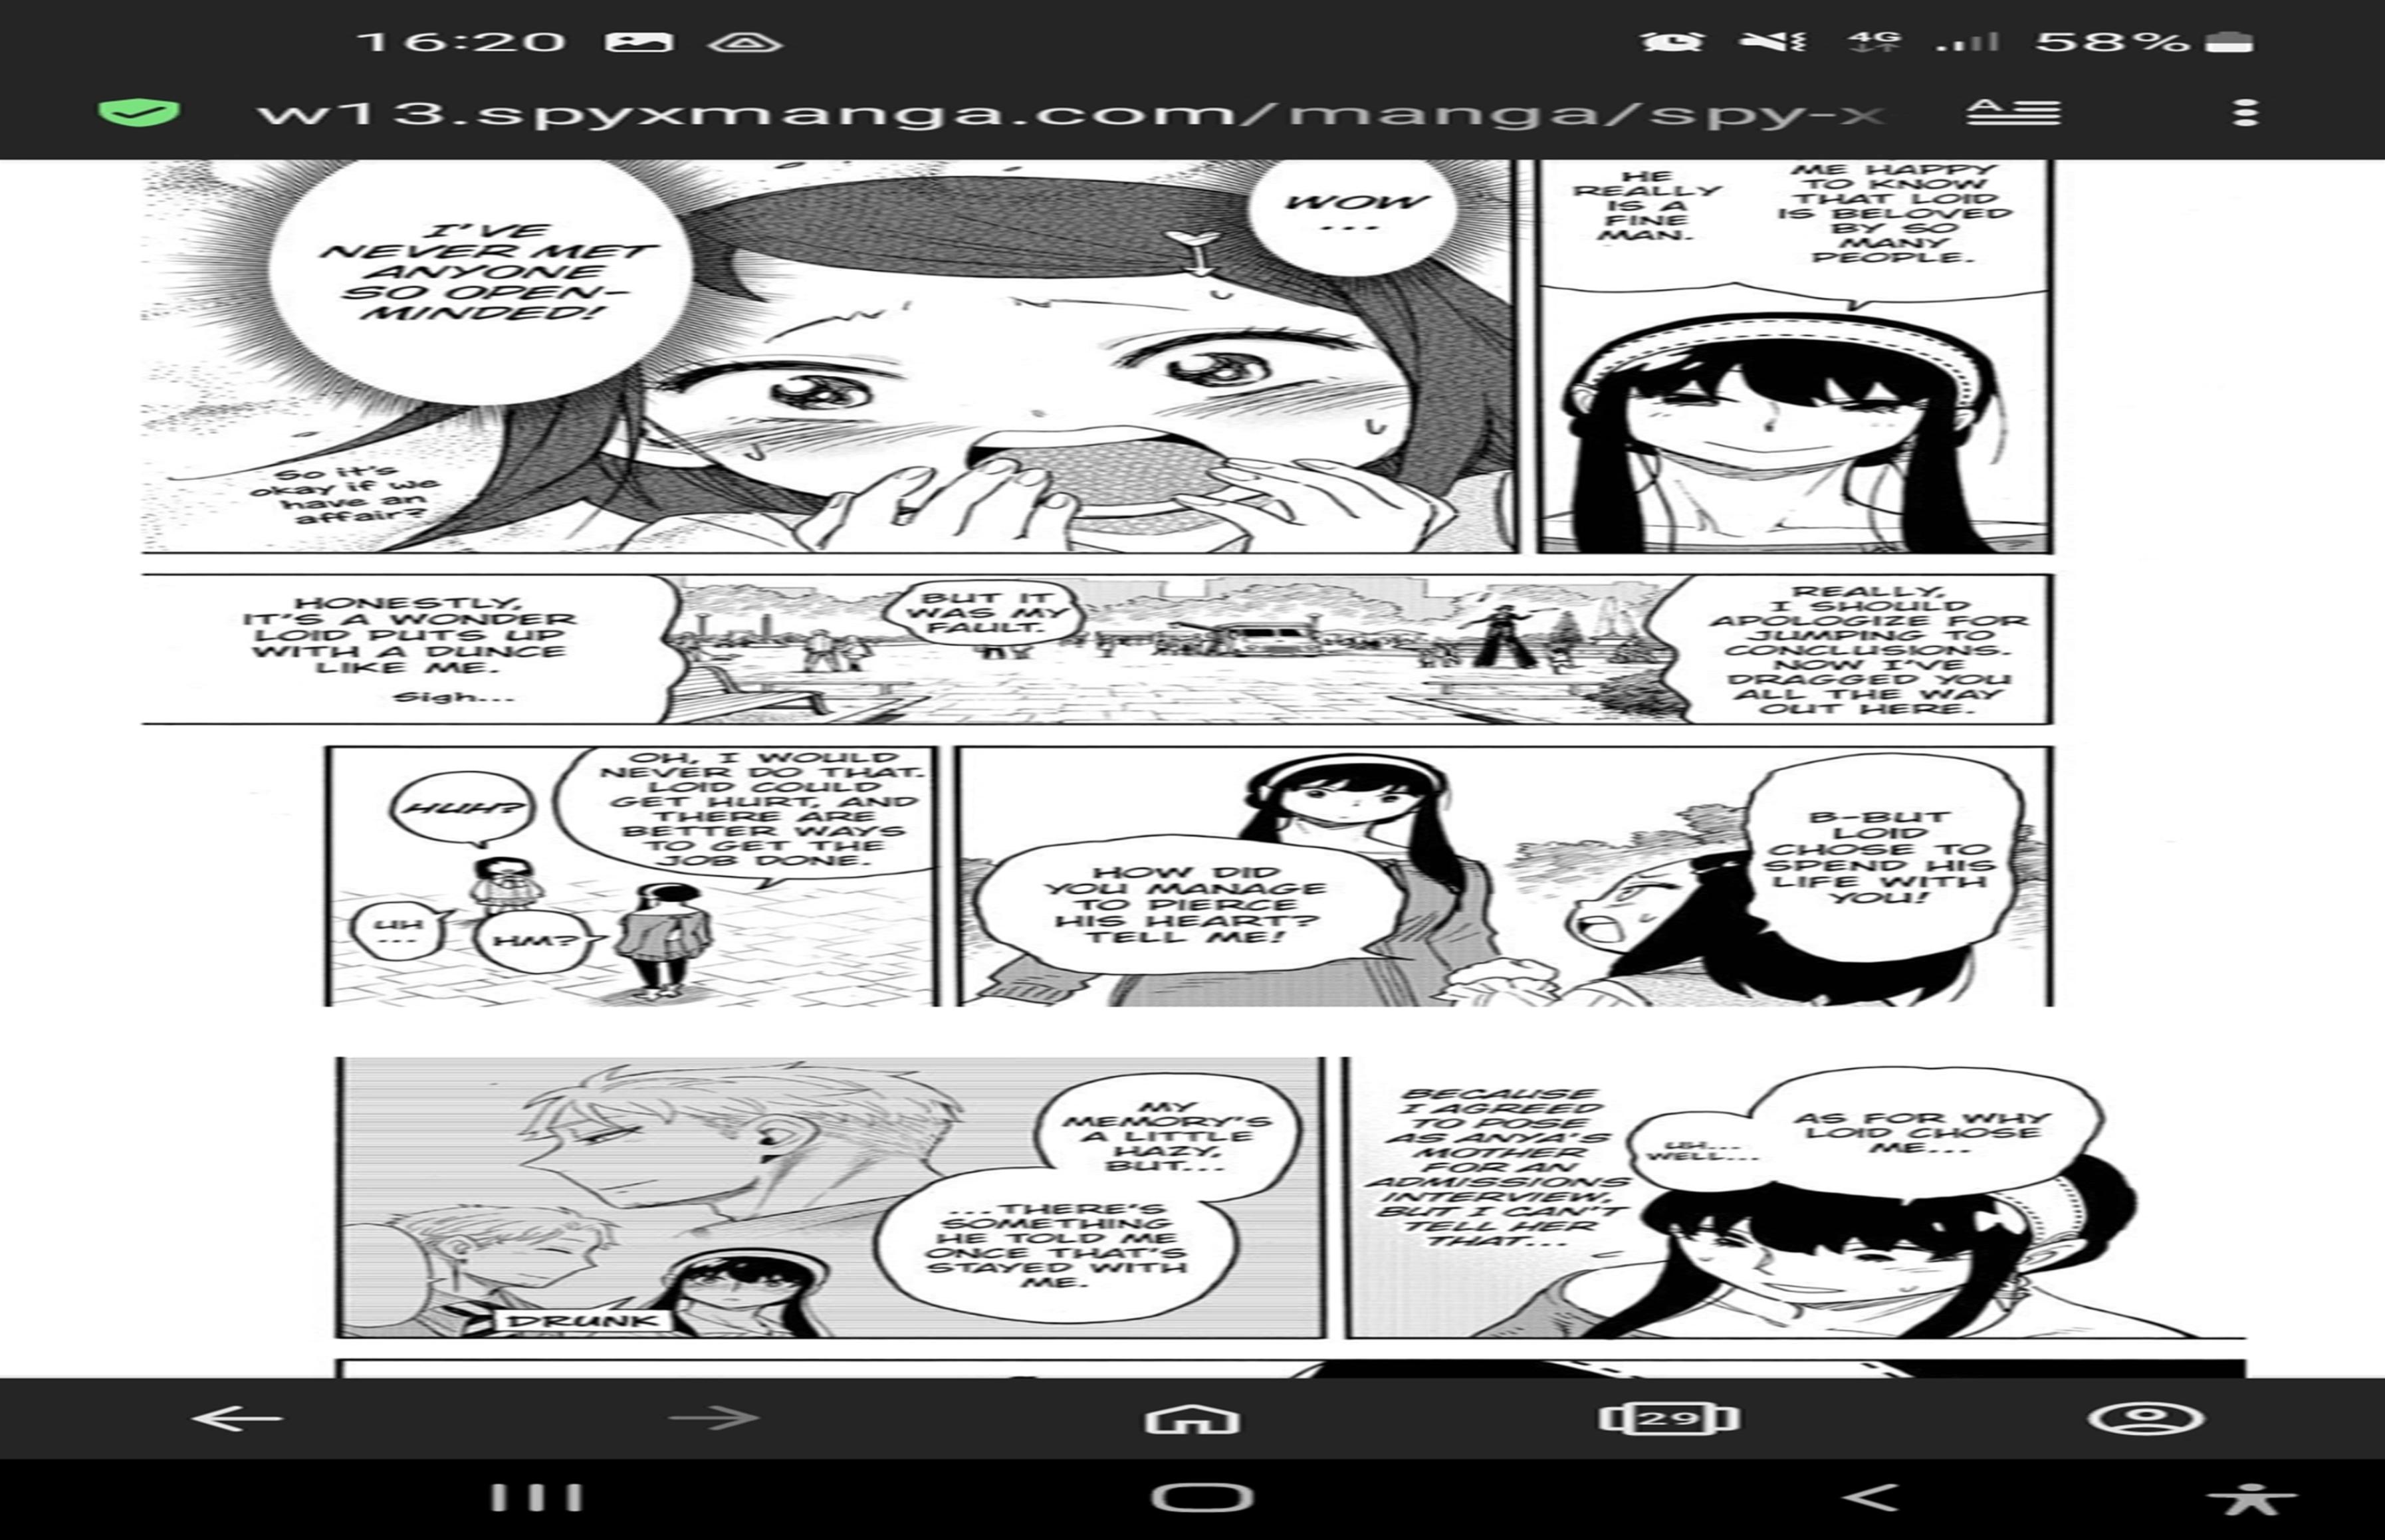 16:20
4G
58%
w13.spyxmanga.com/manga/spy-x
ME HAPPY
TO KNOW
THAT LOID
IS BELOVED
BY SO
MANY
PEOPLE.
HE
REALLY
IS A
FINE
MAN.
WOW
...
I'VE
NEVER MET
ANYONE
SO OPEN-
MINDED!
So it's
okay if we
have an
affair?
REALLY,
I SHOULD
APOLOGIZE FOR
JUMPING TO
CONCLUSIONS.
NOW I'VE
DRAGGED YOU
ALL THE WAY
OUT HERE.
BUT IT
WAS MY
FAULT.
HONESTLY,
IT'S A WONDER
LOID PUTS UP
WITH A DUNCE
LIKE ME.
Sigh...
B-BUT
LOID
CHOSE TO
SPEND HIS
LIFE WITH
YOU!
HOW DID
YOU MANAGE
TO PIERCE
HIS HEART?
TELL ME!
OH, I WOULD
NEVER DO THAT.
LOID COULD
GET HURT, AND
THERE ARE
BETTER WAYS
TO GET THE
JOB DONE.
HUH?
HM?
UH
...
AS FOR WHY
LOID CHOSE
ME...
UH...
WELL...
BECAUSE
I AGREED
TO POSE
AS ANYA'S
MOTHER
FOR AN
ADMISSIONS
INTERVIEW,
BUT I CAN'T
TELL HER
THAT...
MY
MEMORY'S
A LITTLE
HAZY,
BUT...
...THERE'S
SOMETHING
HE TOLD ME
ONCE THAT'S
STAYED WITH
ME.
DRUNK
29